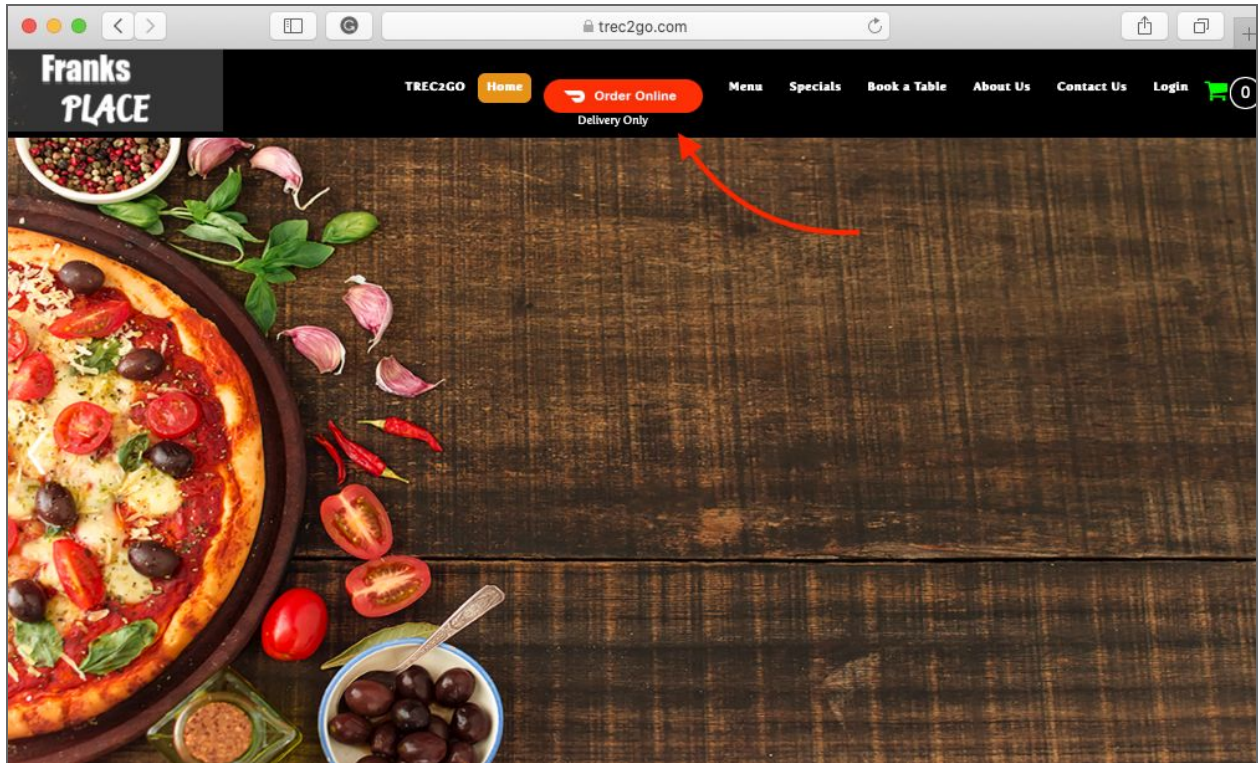 trec2go.com
Franks
PLACE
TREC2GO Home Order Online Menu Specials Book a Table About Us Contact Us Login 0
Delivery Only